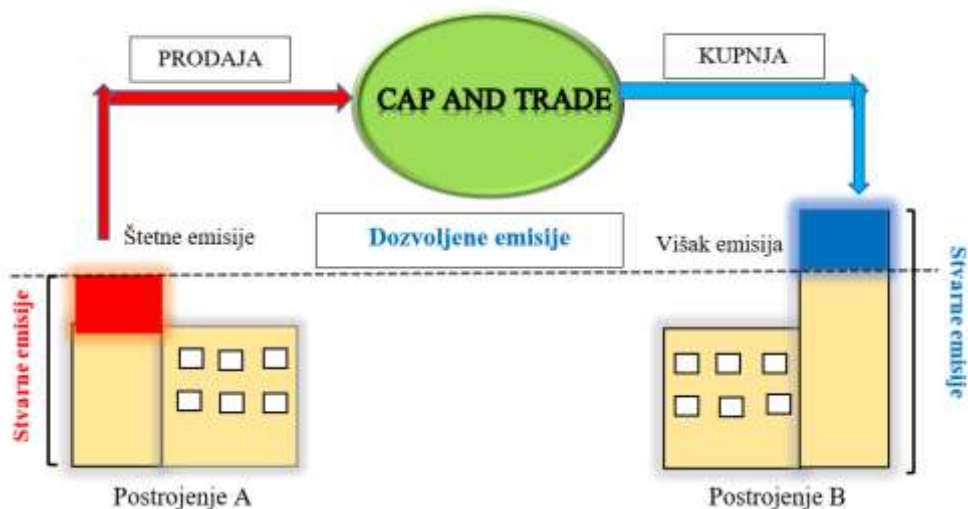 PRODAJA
CAP AND TRADE
KUPNJA
Štetne emisije
Dozvoljene emisije
Višak emisija
Stvarne emisije
Stvarne emisije
Postrojenje A
Postrojenje B